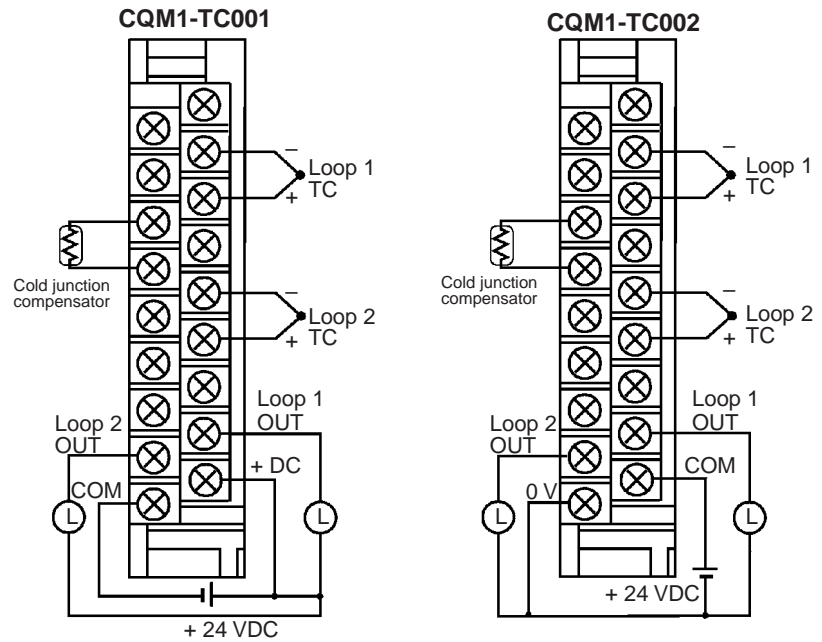 CQM1-TC001
–
Loop 1
TC
+
Cold junction
compensator
–
Loop 2
TC
+
Loop 1
OUT
Loop 2
OUT
+ DC
COM
L
L
+ 24 VDC
CQM1-TC002
–
Loop 1
TC
+
Cold junction
compensator
–
Loop 2
TC
+
Loop 1
OUT
Loop 2
OUT
COM
0 V
L
L
+ 24 VDC